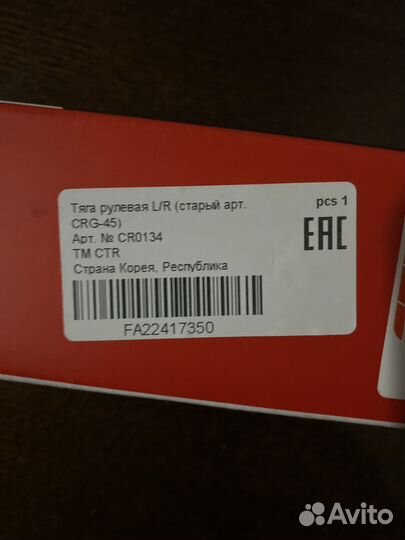 Тяга рулевая L/R (старый арт.
CRG-45)
Арт. № CR0134
TM CTR
Страна Корея, Республика
pcs 1
EAC
FA22417350
Avito